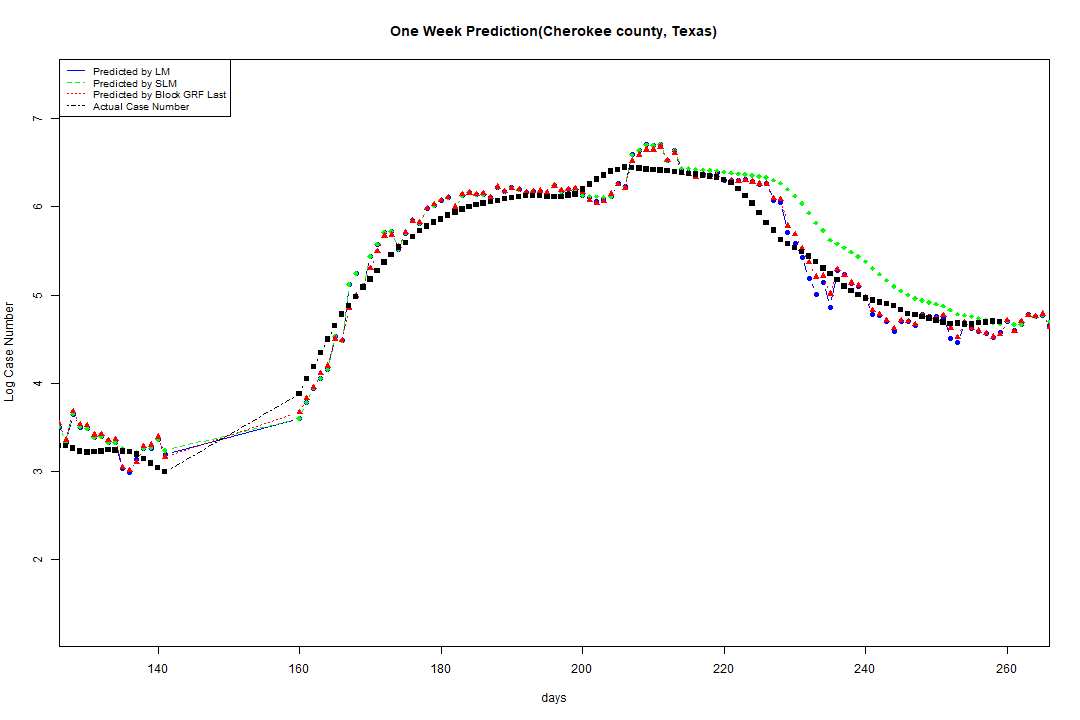 One Week Prediction(Cherokee county, Texas)
Predicted by LM
Predicted by SLM
Predicted by Block GRF Last
Actual Case Number
7
6
5
4
3
2
Log Case Number
140 160 180 200 220 240 260
days